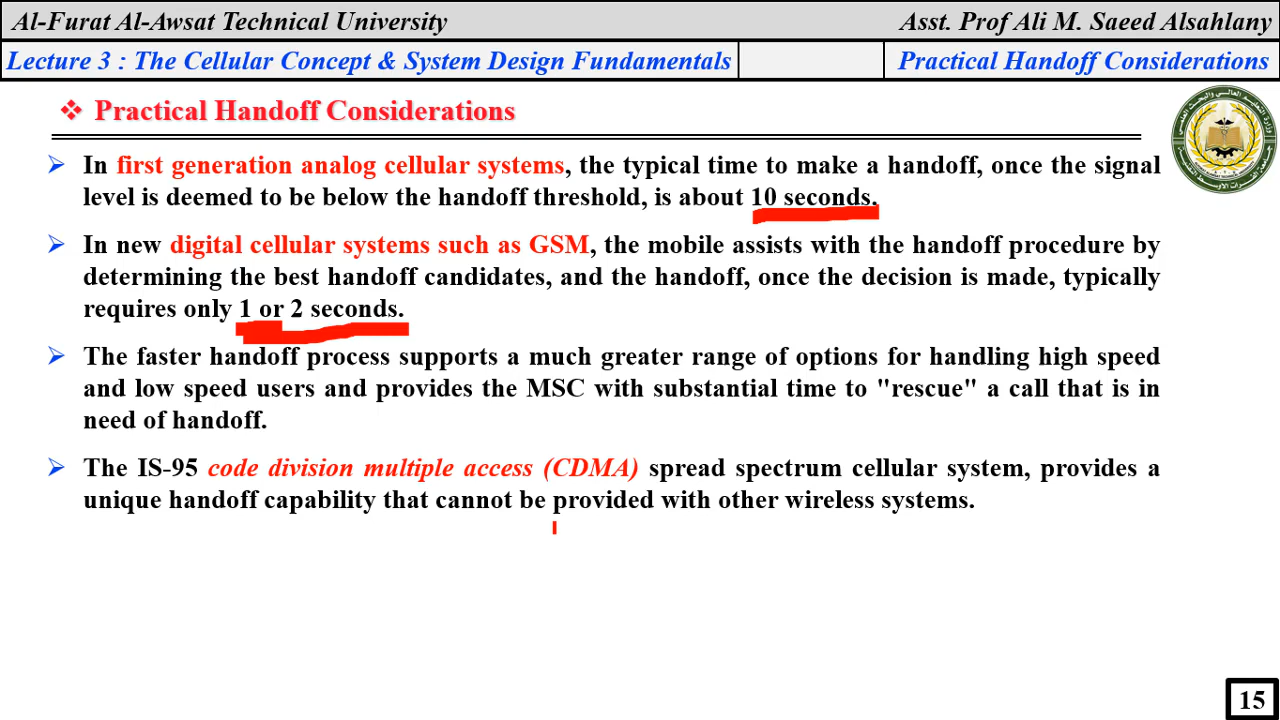 Al-Furat Al-Awsat Technical University
Asst. Prof Ali M. Saeed Alsahlany
Lecture 3 : The Cellular Concept & System Design Fundamentals
Practical Handoff Considerations
❖ Practical Handoff Considerations
➢ In first generation analog cellular systems, the typical time to make a handoff, once the signal
level is deemed to be below the handoff threshold, is about 10 seconds.
➢ In new digital cellular systems such as GSM, the mobile assists with the handoff procedure by
determining the best handoff candidates, and the handoff, once the decision is made, typically
requires only 1 or 2 seconds.
➢ The faster handoff process supports a much greater range of options for handling high speed
and low speed users and provides the MSC with substantial time to "rescue" a call that is in
need of handoff.
➢ The IS-95 code division multiple access (CDMA) spread spectrum cellular system, provides a
unique handoff capability that cannot be provided with other wireless systems.
15